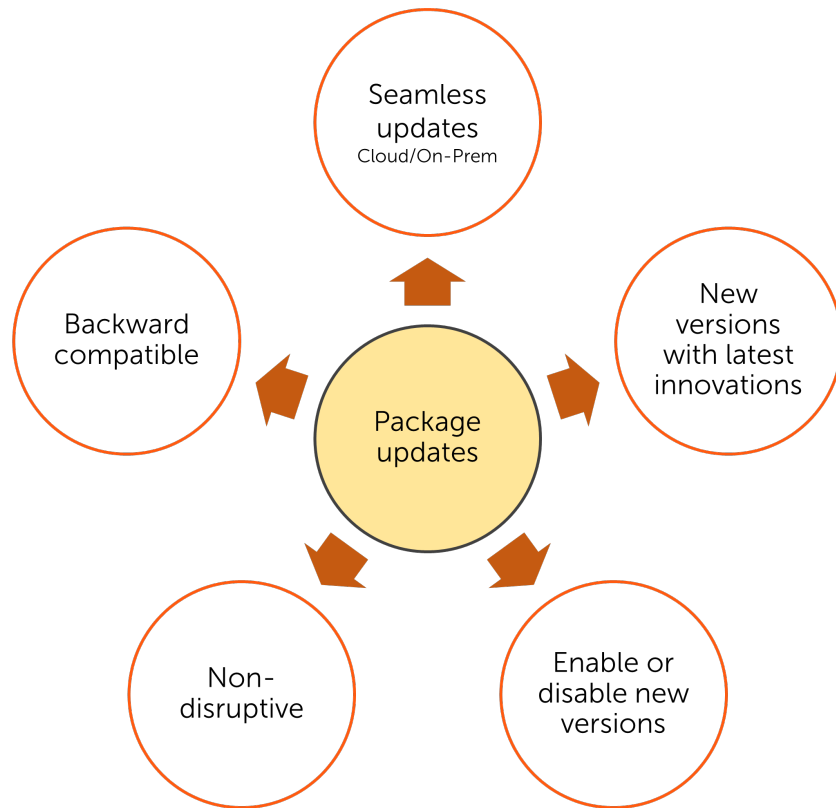 Seamless
updates
Cloud/On-Prem
New
versions
with latest
innovations
Backward
compatible
Package
updates
Enable or
disable new
versions
Non-
disruptive